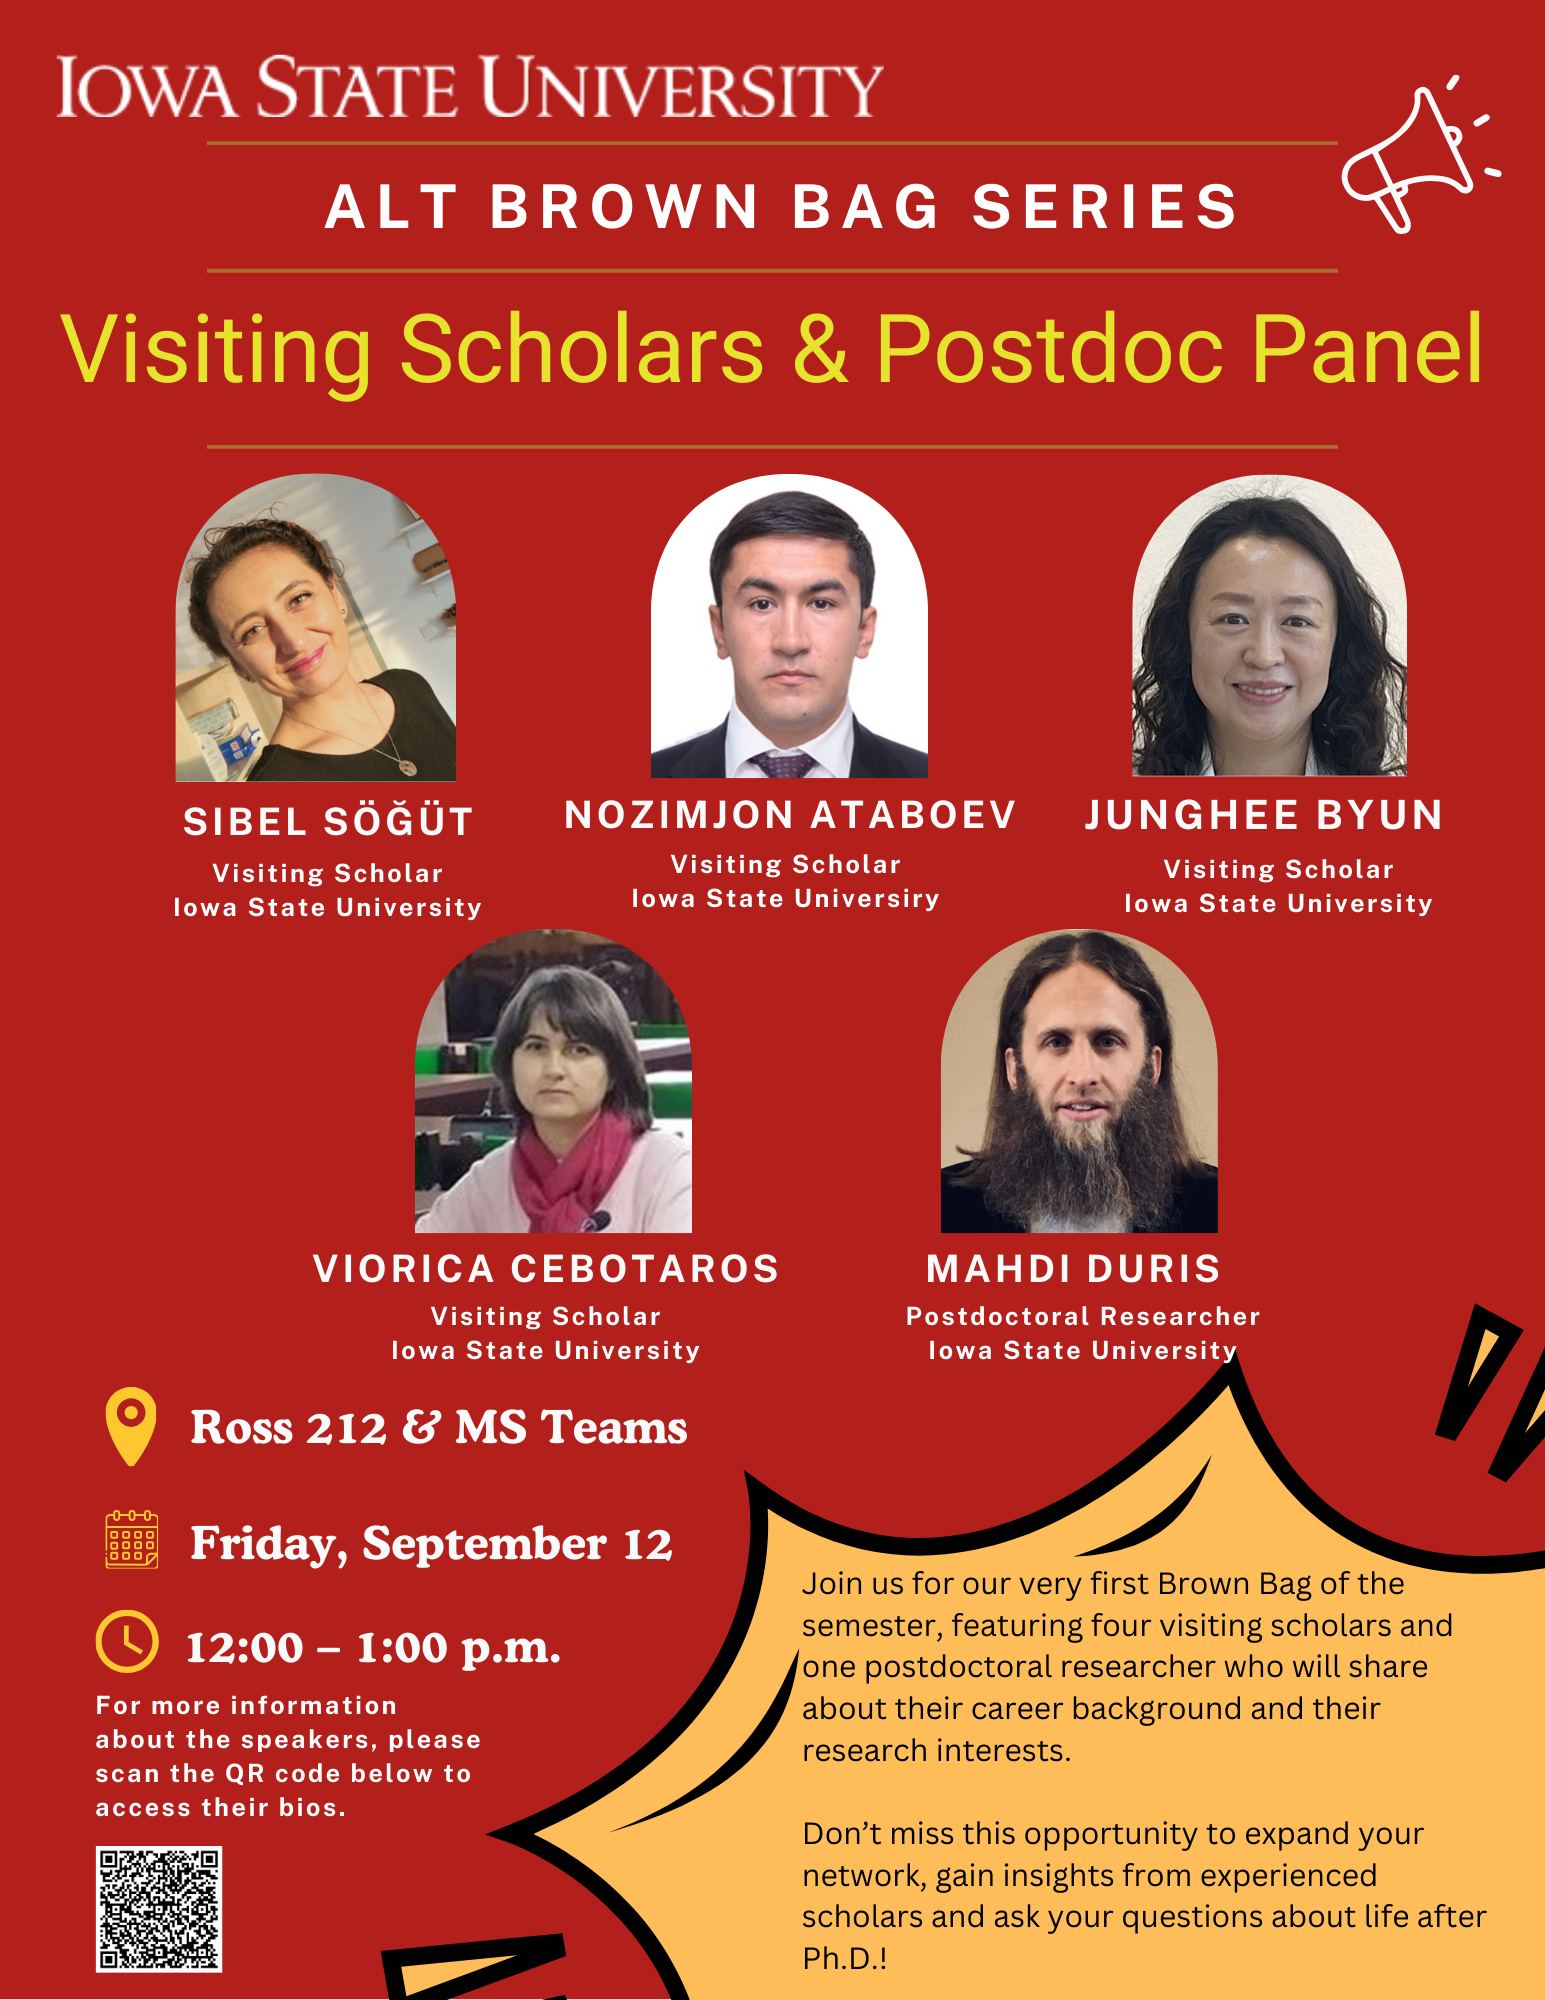 IOWA STATE UNIVERSITY
ALT BROWN BAG SERIES
Visiting Scholars & Postdoc Panel
SIBEL SÖĞÜT
Visiting Scholar
Iowa State University
NOZIMJON ATABOEV
Visiting Scholar
Iowa State Universiry
JUNGHEE BYUN
Visiting Scholar
Iowa State University
VIORICA CEBOTAROS
Visiting Scholar
Iowa State University
MAHDI DURIS
Postdoctoral Researcher
Iowa State University
Ross 212 & MS Teams
Friday, September 12
12:00 – 1:00 p.m.
For more information
about the speakers, please
scan the QR code below to
access their bios.
Join us for our very first Brown Bag of the
semester, featuring four visiting scholars and
one postdoctoral researcher who will share
about their career background and their
research interests.
Don’t miss this opportunity to expand your
network, gain insights from experienced
scholars and ask your questions about life after
Ph.D.!